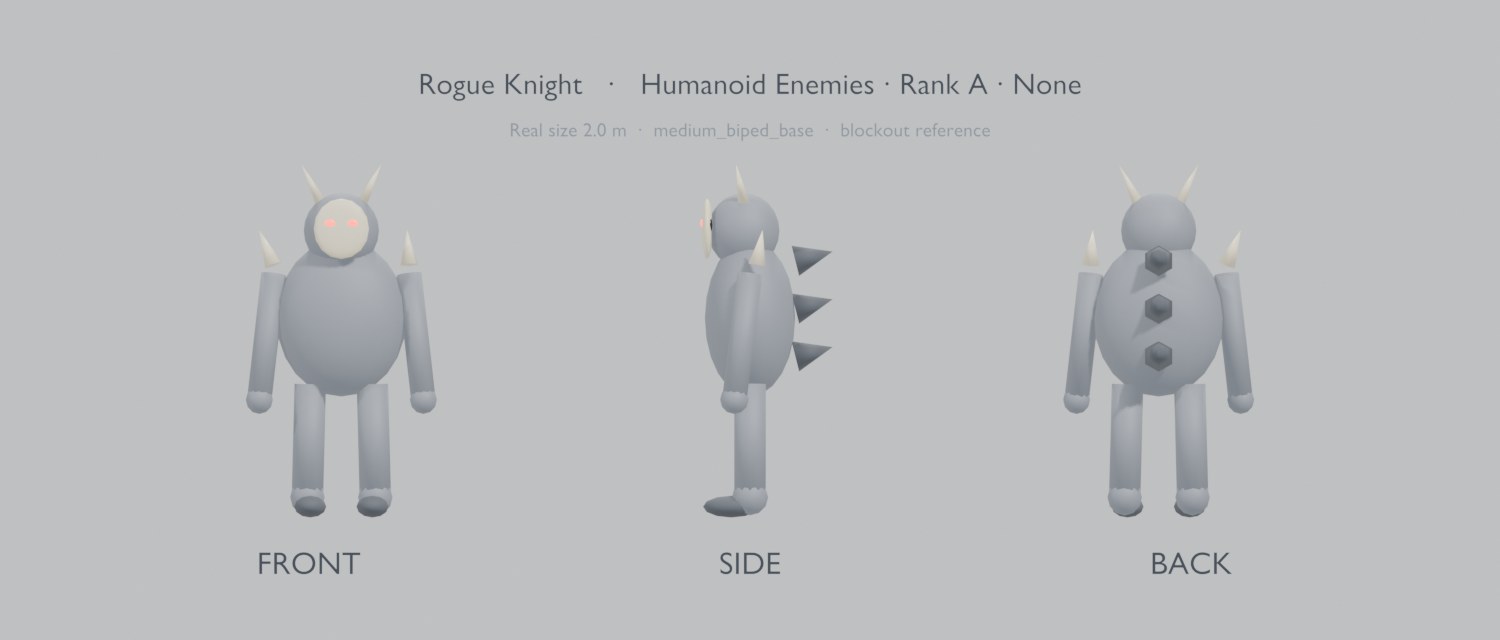 Rogue Knight · Humanoid Enemies · Rank A · None
Real size 2.0 m · medium_biped_base · blockout reference
FRONT SIDE BACK